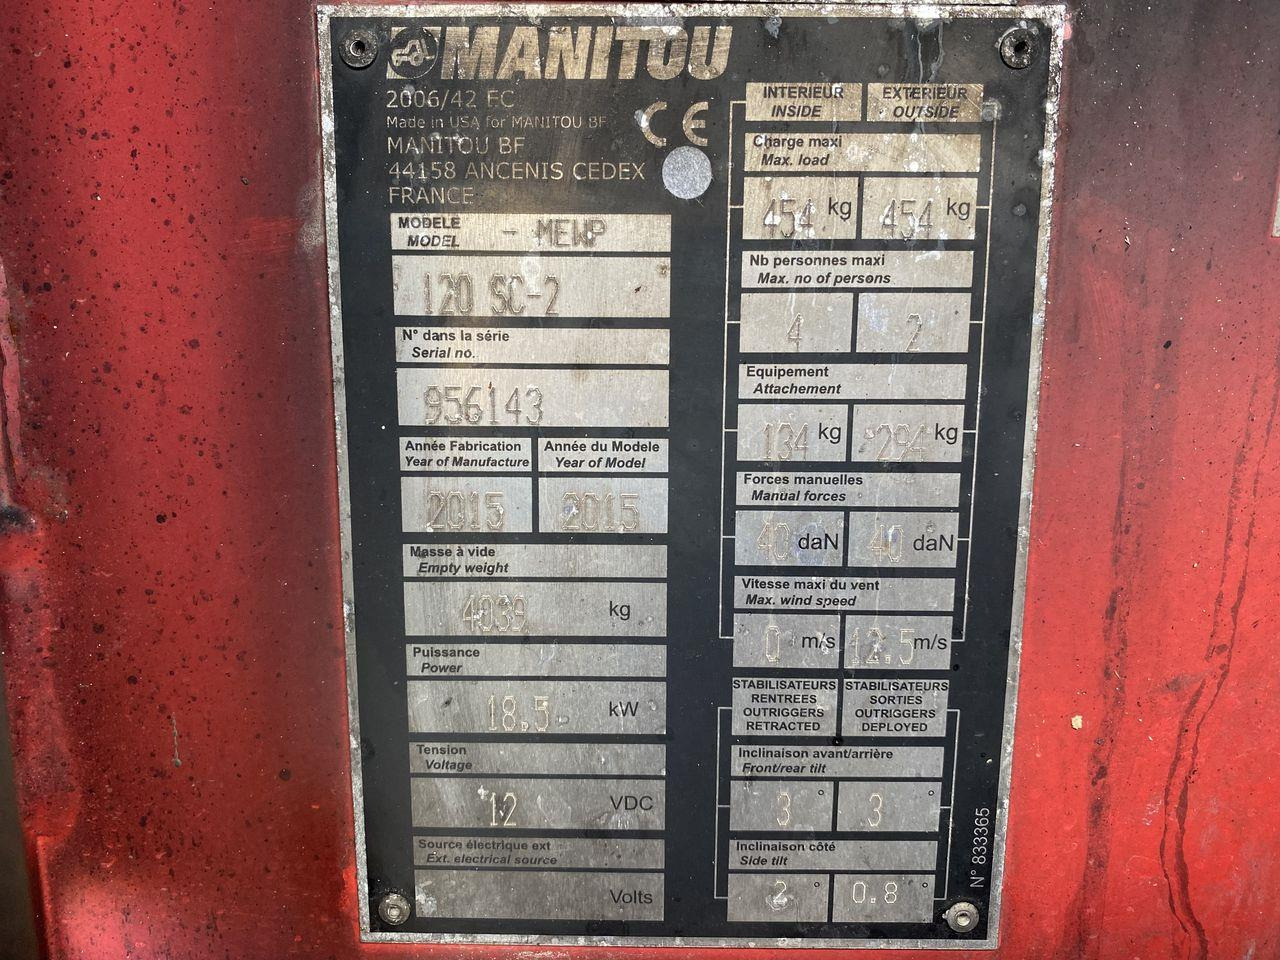 MANITOU
2006/42 EC
Made in USA for MANITOU BF
MANITOU BF
44158 ANCENIS CEDEX
FRANCE
CE
MODELE
MODEL
- MEWP
120 SC-2
N° dans la série
Serial no.
956143
Année Fabrication
Year of Manufacture
Année du Modele
Year of Model
2015
2015
Masse à vide
Empty weight
4039 kg
Puissance
Power
18.5 kW
Tension
Voltage
12 VDC
Source électrique ext
Ext. electrical source
Volts
INTERIEUR
INSIDE
EXTERIEUR
OUTSIDE
Charge maxi
Max. load
454 kg
454 kg
Nb personnes maxi
Max. no of persons
4
2
Equipement
Attachement
134 kg
294 kg
Forces manuelles
Manual forces
40 daN
40 daN
Vitesse maxi du vent
Max. wind speed
0 m/s
12.5 m/s
STABILISATEURS
RENTREES
OUTRIGGERS
RETRACTED
STABILISATEURS
SORTIES
OUTRIGGERS
DEPLOYED
Inclinaison avant/arrière
Front/rear tilt
3 °
3 °
Inclinaison côté
Side tilt
2 °
0.8 °
N° 833365